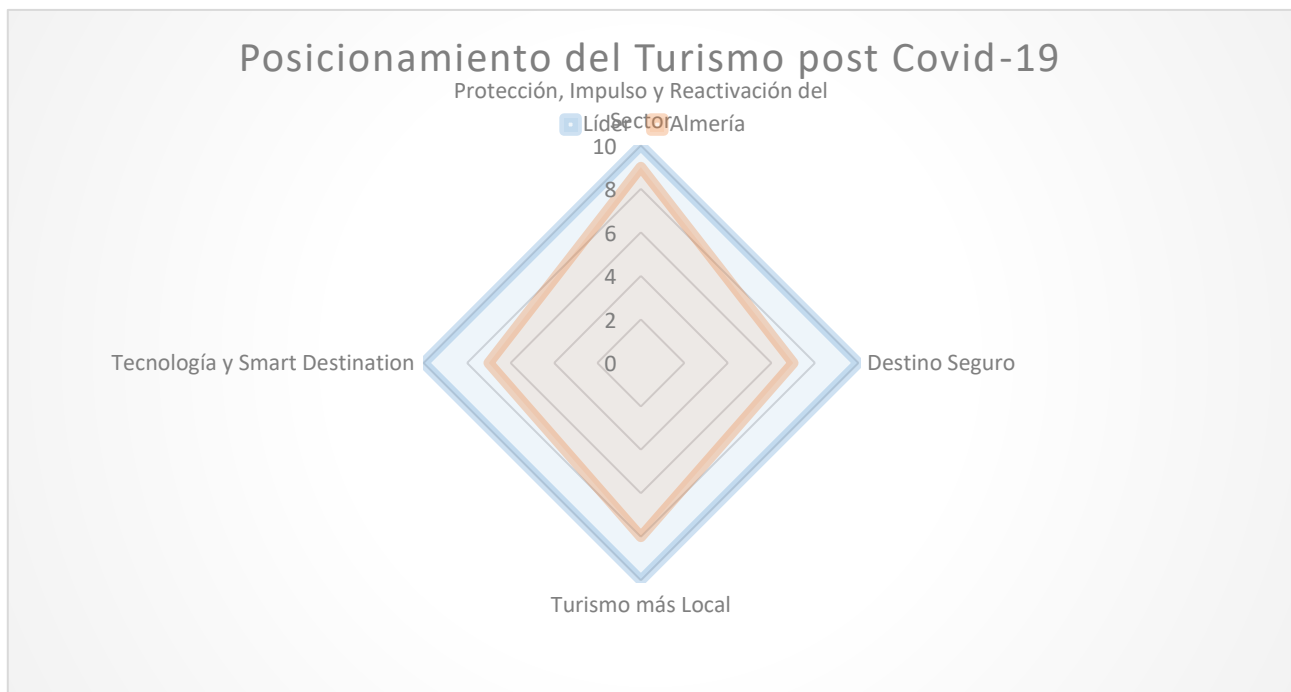 Posicionamiento del Turismo post Covid-19
Protección, Impulso y Reactivación del
Sector
Líder Almería
10
8
6
4
2
0
Tecnología y Smart Destination
Destino Seguro
Turismo más Local